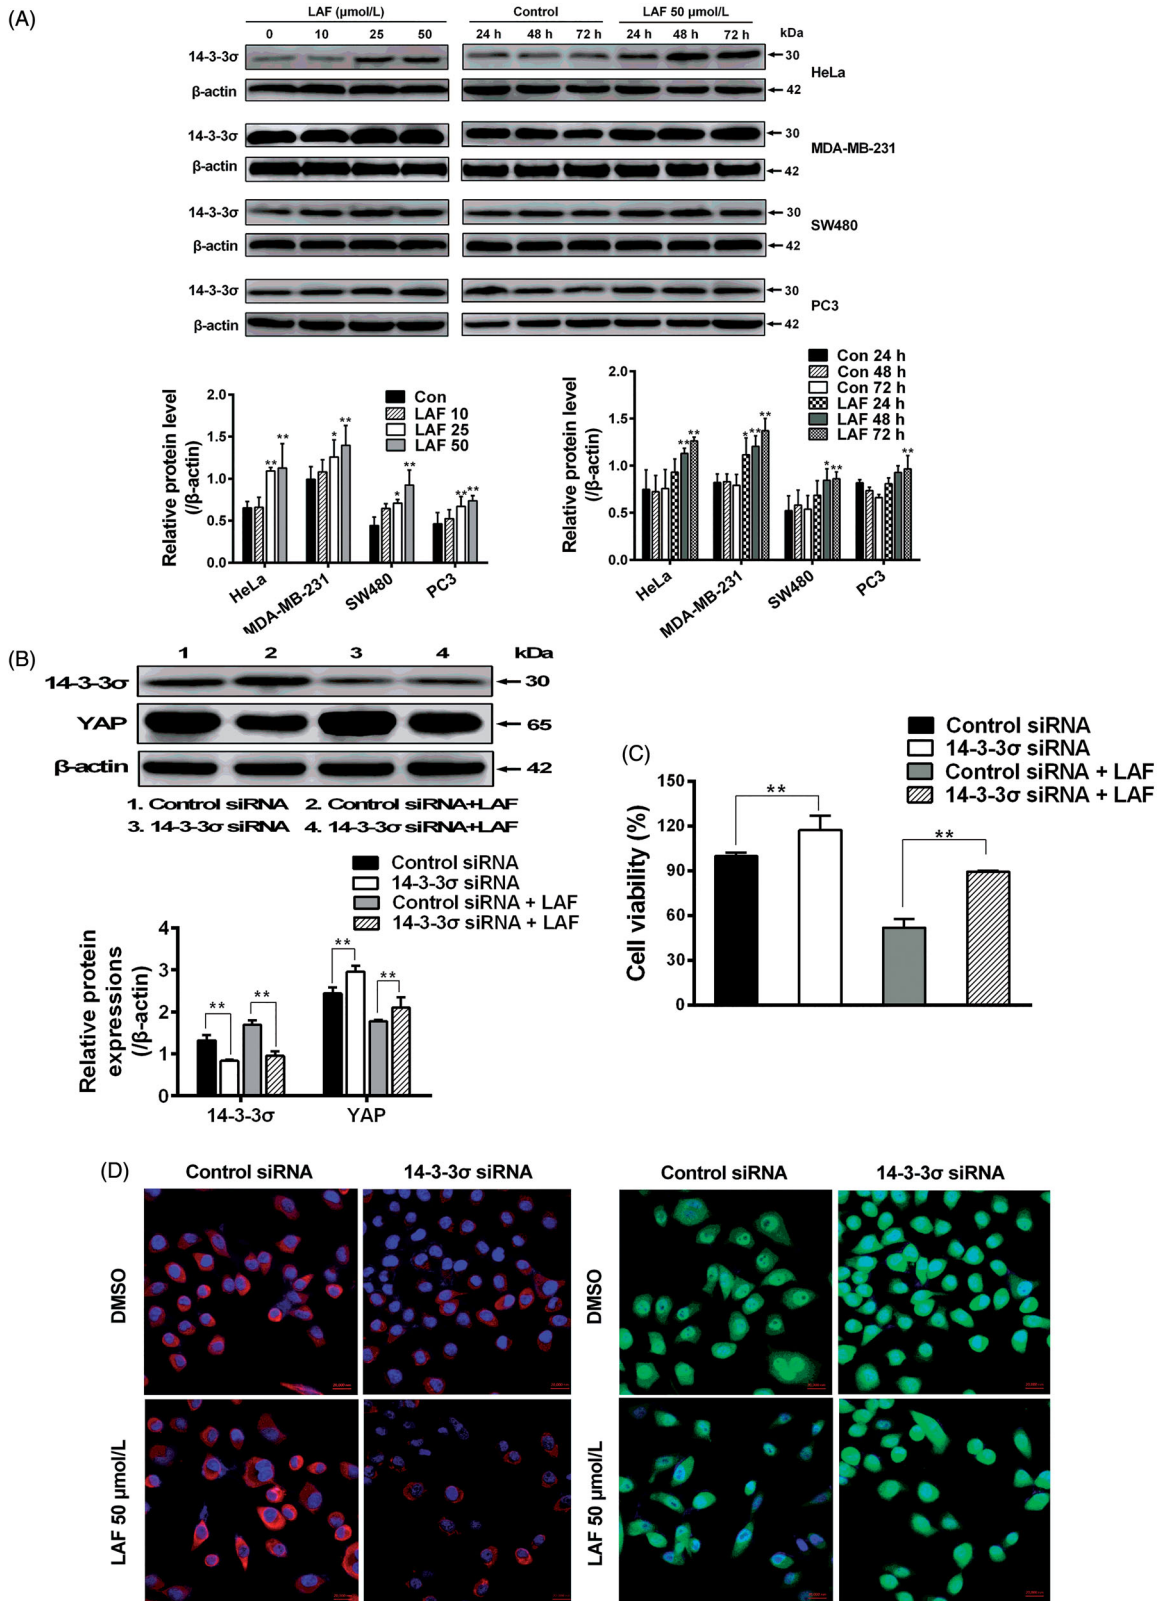 (A)
LAF (μmol/L) Control LAF 50 μmol/L
0 10 25 50 24 h 48 h 72 h 24 h 48 h 72 h kDa
14-3-3σ 30
HeLa
β-actin 42
14-3-3σ 30
MDA-MB-231
β-actin 42
14-3-3σ 30
SW480
β-actin 42
14-3-3σ 30
PC3
β-actin 42
Relative protein level
(/β-actin)
2.0
1.5
1.0
0.5
0.0
Con
LAF 10
LAF 25
LAF 50
** ** * ** * ** ** **
HeLa MDA-MB-231 SW480 PC3
Relative protein level
(/β-actin)
2.0
1.5
1.0
0.5
0.0
Con 24 h
Con 48 h
Con 72 h
LAF 24 h
LAF 48 h
LAF 72 h
** ** * ** ** * ** **
HeLa MDA-MB-231 SW480 PC3
(B)
1 2 3 4 kDa
14-3-3σ 30
YAP 65
β-actin 42
1. Control siRNA 2. Control siRNA+LAF
3. 14-3-3σ siRNA 4. 14-3-3σ siRNA+LAF
Control siRNA
14-3-3σ siRNA
Control siRNA + LAF
14-3-3σ siRNA + LAF
Relative protein
expressions
(/β-actin)
4
3
2
1
0
** ** ** **
14-3-3σ YAP
(C)
Control siRNA
14-3-3σ siRNA
Control siRNA + LAF
14-3-3σ siRNA + LAF
Cell viability (%)
150
120
90
60
30
0
** **
(D)
Control siRNA 14-3-3σ siRNA Control siRNA 14-3-3σ siRNA
DMSO DMSO
LAF 50 μmol/L LAF 50 μmol/L